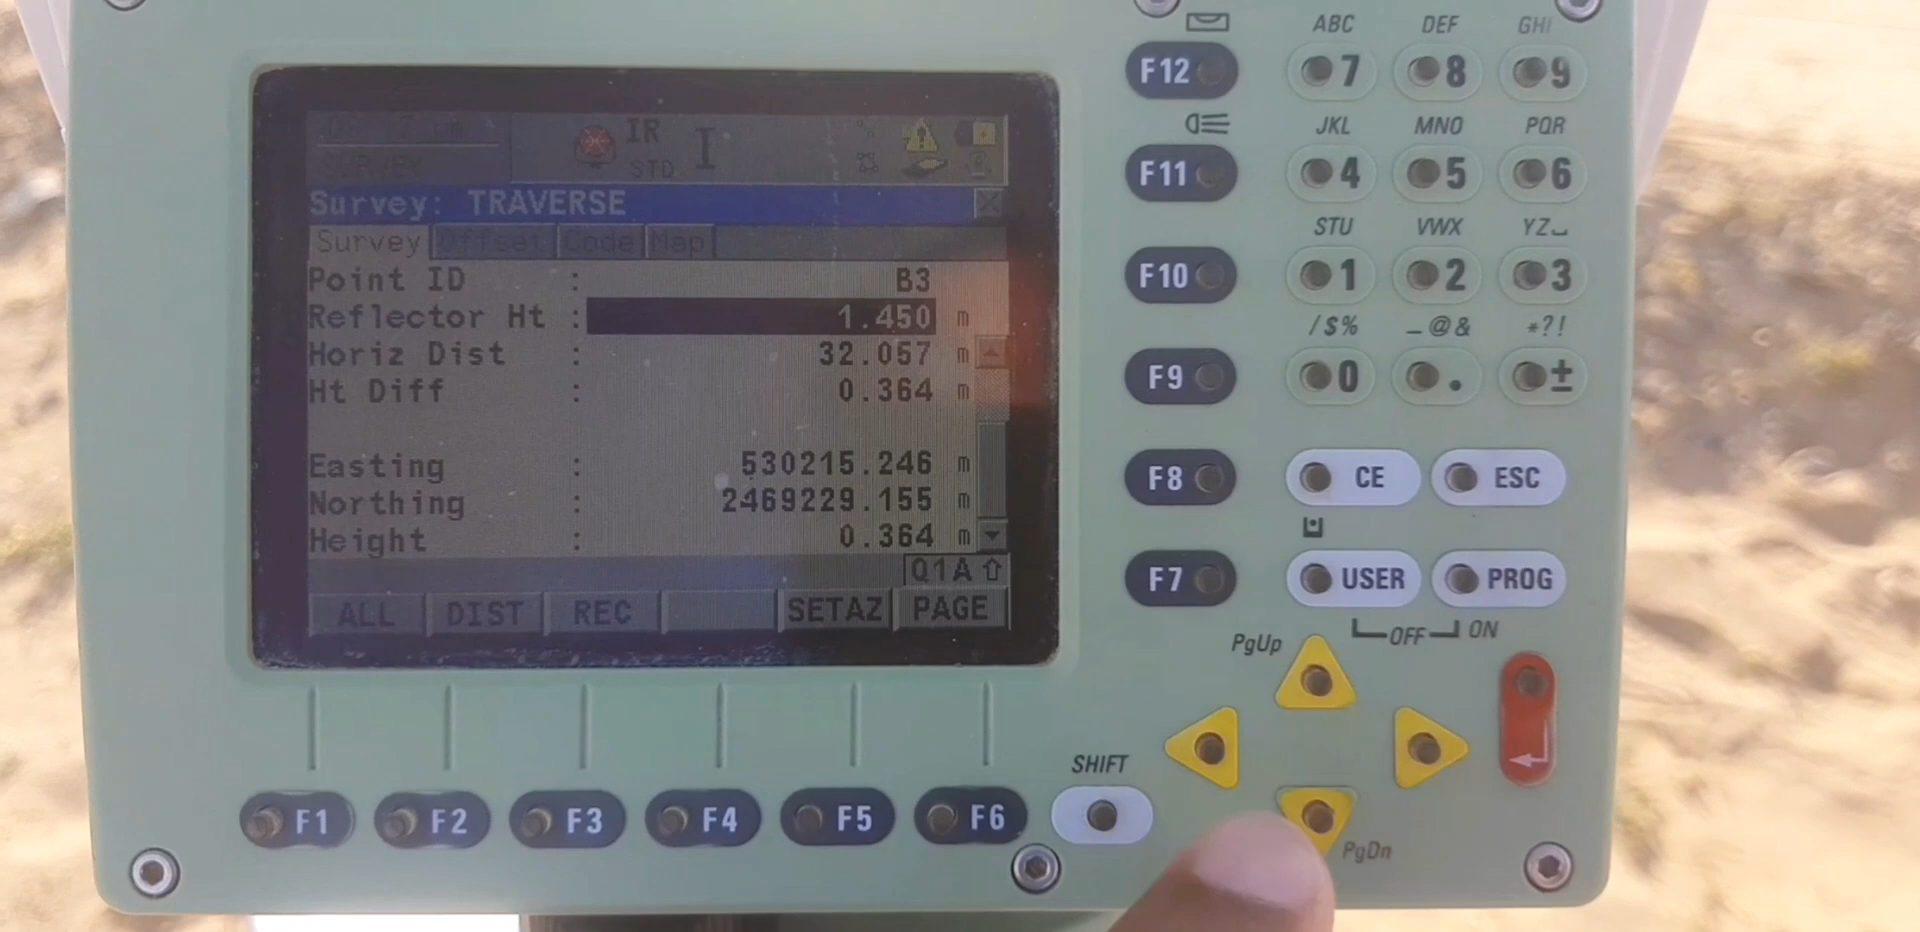 IR
STD
SURVEY
I
Survey: TRAVERSE
Survey Offset Code Map
Point ID : B3
Reflector Ht : 1.450 m
Horiz Dist : 32.057 m
Ht Diff : 0.364 m
Easting : 530215.246 m
Northing : 2469229.155 m
Height : 0.364 m
Q1A
ALL DIST REC SETAZ PAGE
F1 F2 F3 F4 F5 F6 SHIFT
ABC DEF GHI
F12 7 8 9
JKL MNO PQR
F11 4 5 6
STU VWX YZ⌴
F10 1 2 3
/$% _@& *?!
F9 0 . ±
F8 CE ESC
F7 USER PROG
OFF ON
PgUp
PgDn